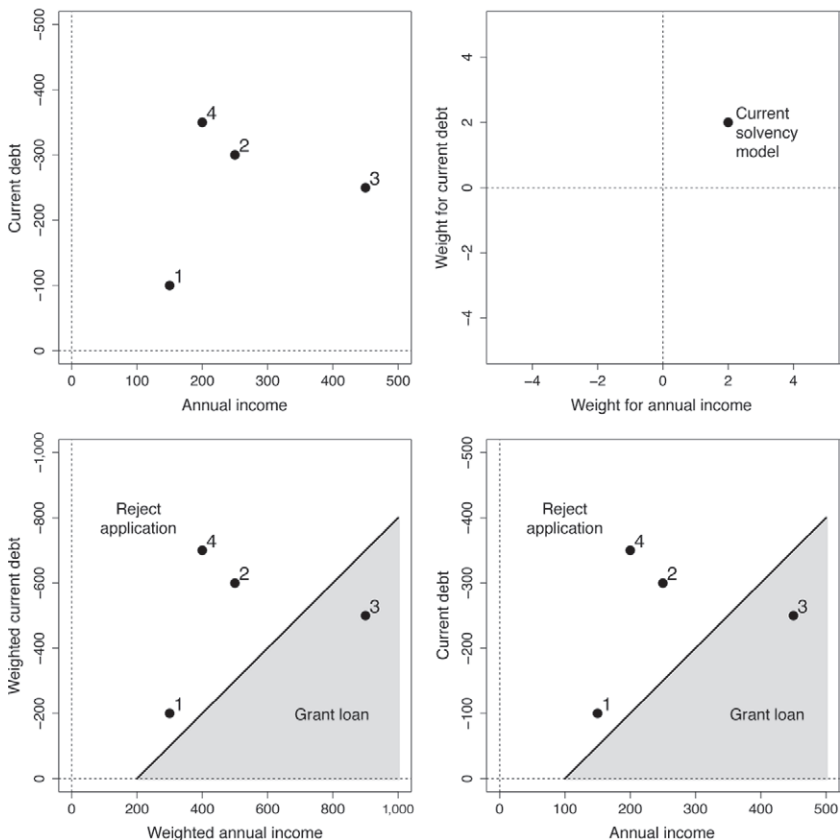 −500
−400
−300
−200
−100
0
Current debt
4
2
3
1
0 100 200 300 400 500
Annual income
4
2
0
−2
−4
Weight for current debt
Current
solvency
model
−4 −2 0 2 4
Weight for annual income
−1,000
−800
−600
−400
−200
0
Weighted current debt
Reject
application
4
2
3
1
Grant loan
0 200 400 600 800 1,000
Weighted annual income
−500
−400
−300
−200
−100
0
Current debt
Reject
application
4
2
3
1
Grant loan
0 100 200 300 400 500
Annual income